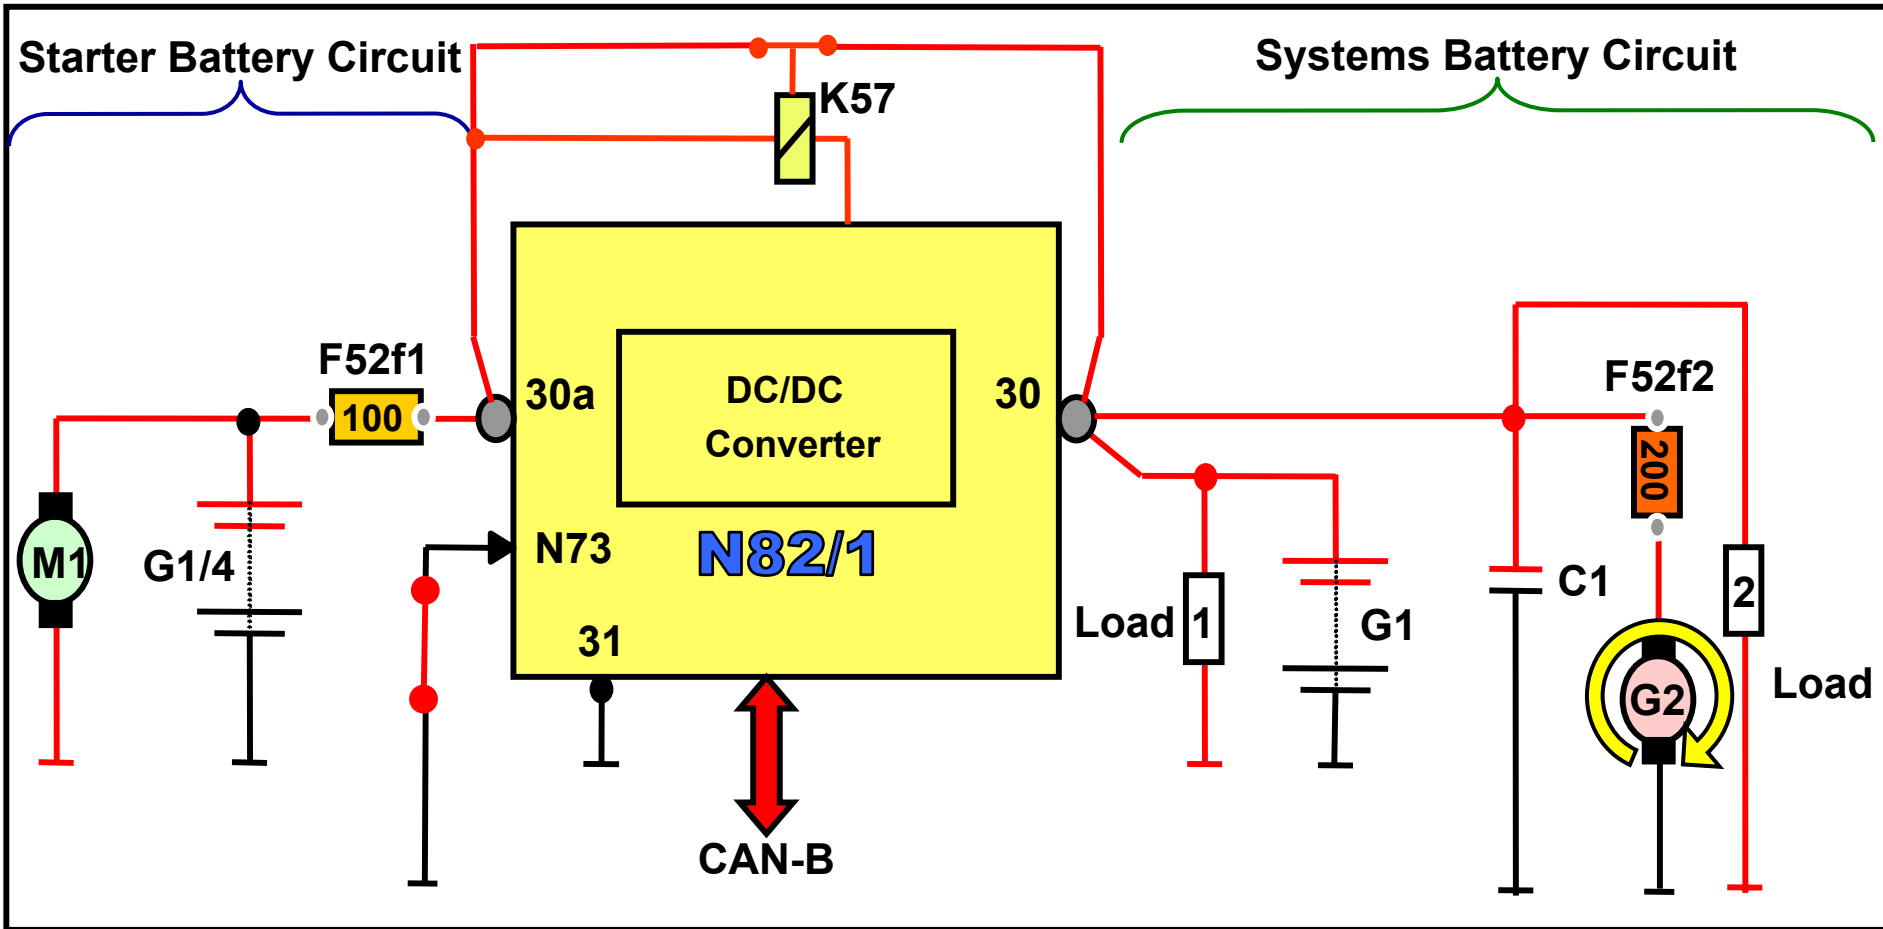 Starter Battery Circuit
Systems Battery Circuit
K57
F52f1
100
30a
DC/DC
Converter
30
F52f2
200
N73
N82/1
M1
G1/4
31
Load
1
G1
C1
2
G2
Load
CAN-B